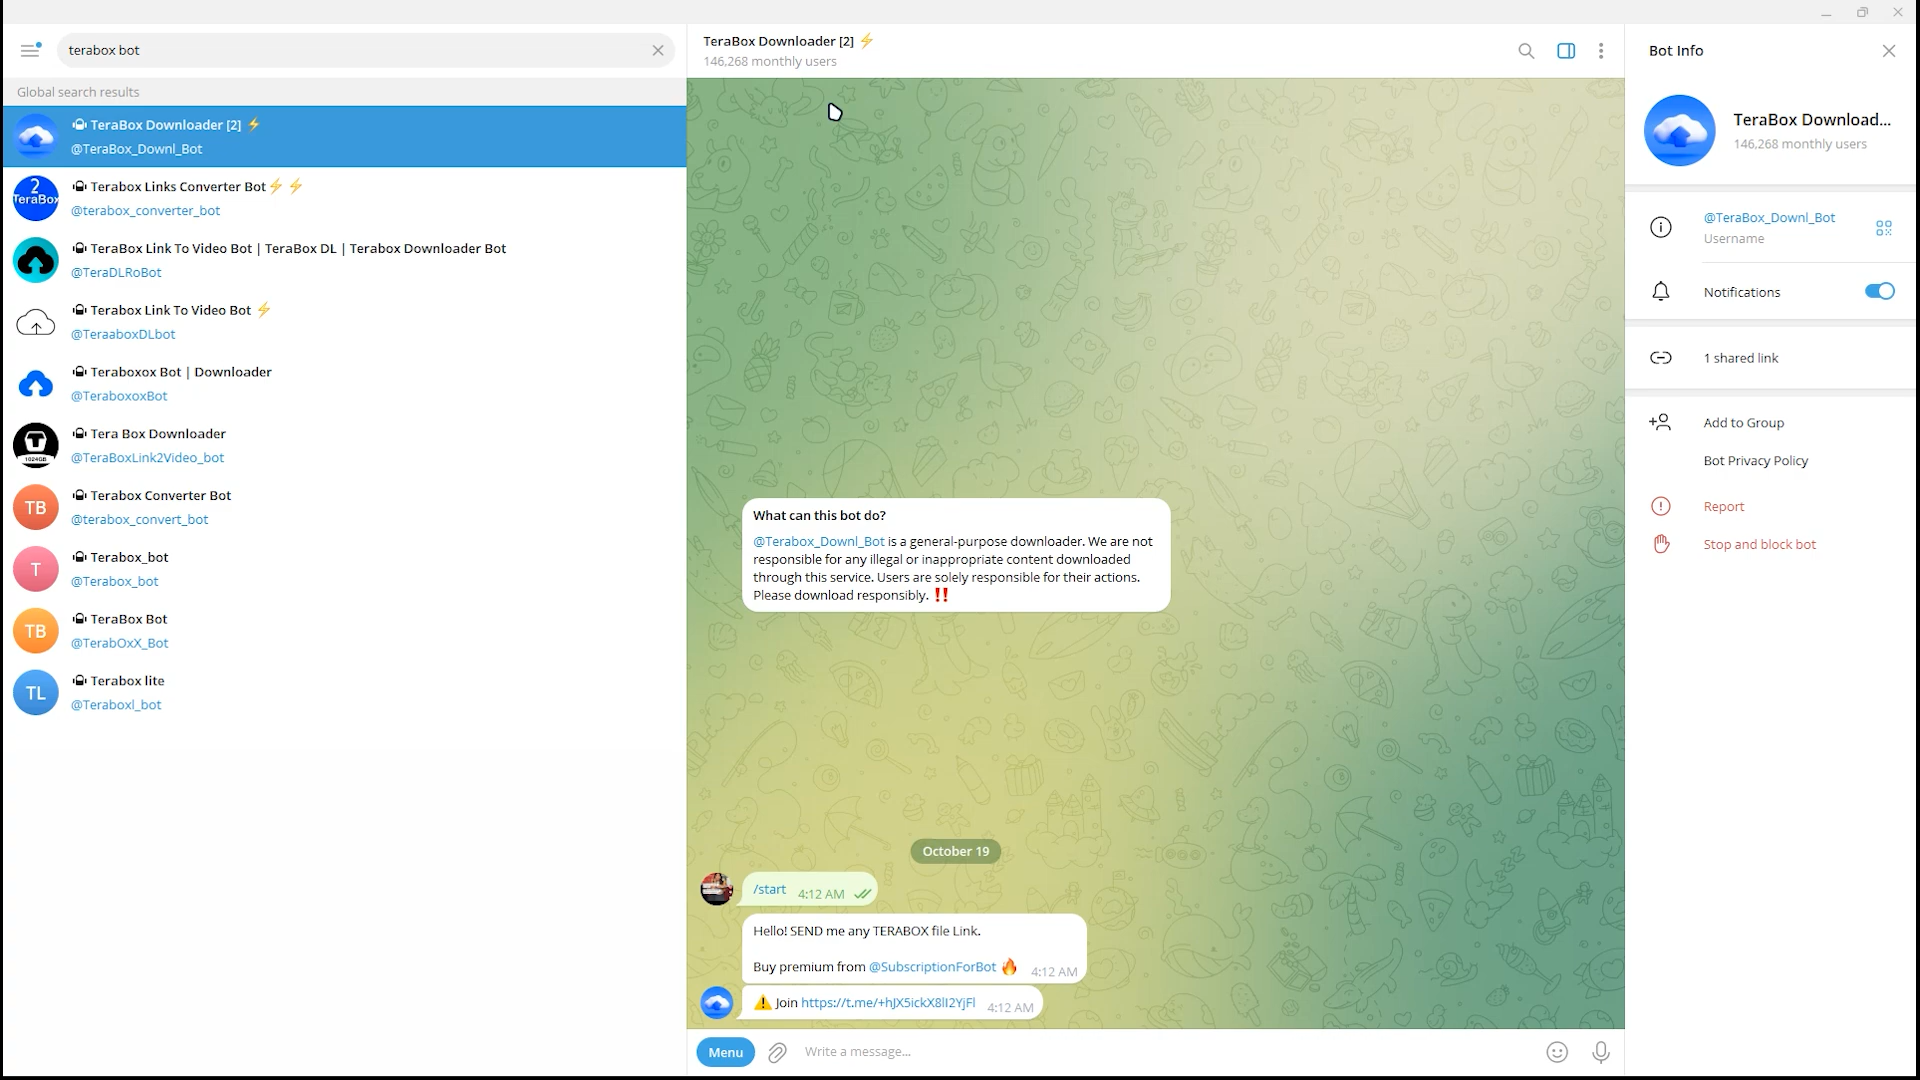 terabox bot
Global search results
TeraBox Downloader [2] ⚡
@TeraBox_Downl_Bot
2
TeraBox
Terabox Links Converter Bot⚡⚡
@terabox_converter_bot
TeraBox Link To Video Bot | TeraBox DL | Terabox Downloader Bot
@TeraDLRoBot
Terabox Link To Video Bot ⚡
@TeraaboxDLbot
Teraboxox Bot | Downloader
@TeraboxoxBot
1024GB
Tera Box Downloader
@TeraBoxLink2Video_bot
TB
Terabox Converter Bot
@terabox_convert_bot
T
Terabox_bot
@Terabox_bot
TB
TeraBox Bot
@TerabOxX_Bot
TL
Terabox lite
@Teraboxl_bot
TeraBox Downloader [2] ⚡
146,268 monthly users
What can this bot do?
@Terabox_Downl_Bot is a general-purpose downloader. We are not
responsible for any illegal or inappropriate content downloaded
through this service. Users are solely responsible for their actions.
Please download responsibly. ‼️
October 19
/start 4:12 AM
Hello! SEND me any TERABOX file Link.
Buy premium from @SubscriptionForBot 🔥 4:12 AM
⚠️ Join https://t.me/+hJX5ickX8lI2YjFl 4:12 AM
Menu
Write a message...
Bot Info
TeraBox Download...
146,268 monthly users
@TeraBox_Downl_Bot
Username
Notifications
1 shared link
Add to Group
Bot Privacy Policy
Report
Stop and block bot